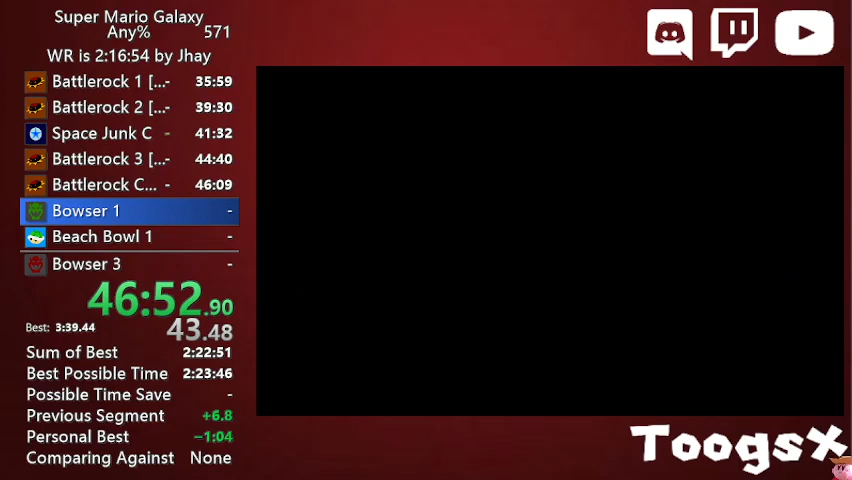 Super Mario Galaxy
Any% 571
WR is 2:16:54 by Jhay
Battlerock 1 [...- 35:59
Battlerock 2 [...- 39:30
Space Junk C - 41:32
Battlerock 3 [...- 44:40
Battlerock C... - 46:09
Bowser 1 -
Beach Bowl 1 -
Bowser 3 -
46:52.90
Best: 3:39.44 43.48
Sum of Best 2:22:51
Best Possible Time 2:23:46
Possible Time Save -
Previous Segment +6.8
Personal Best −1:04
Comparing Against None
ToogsX